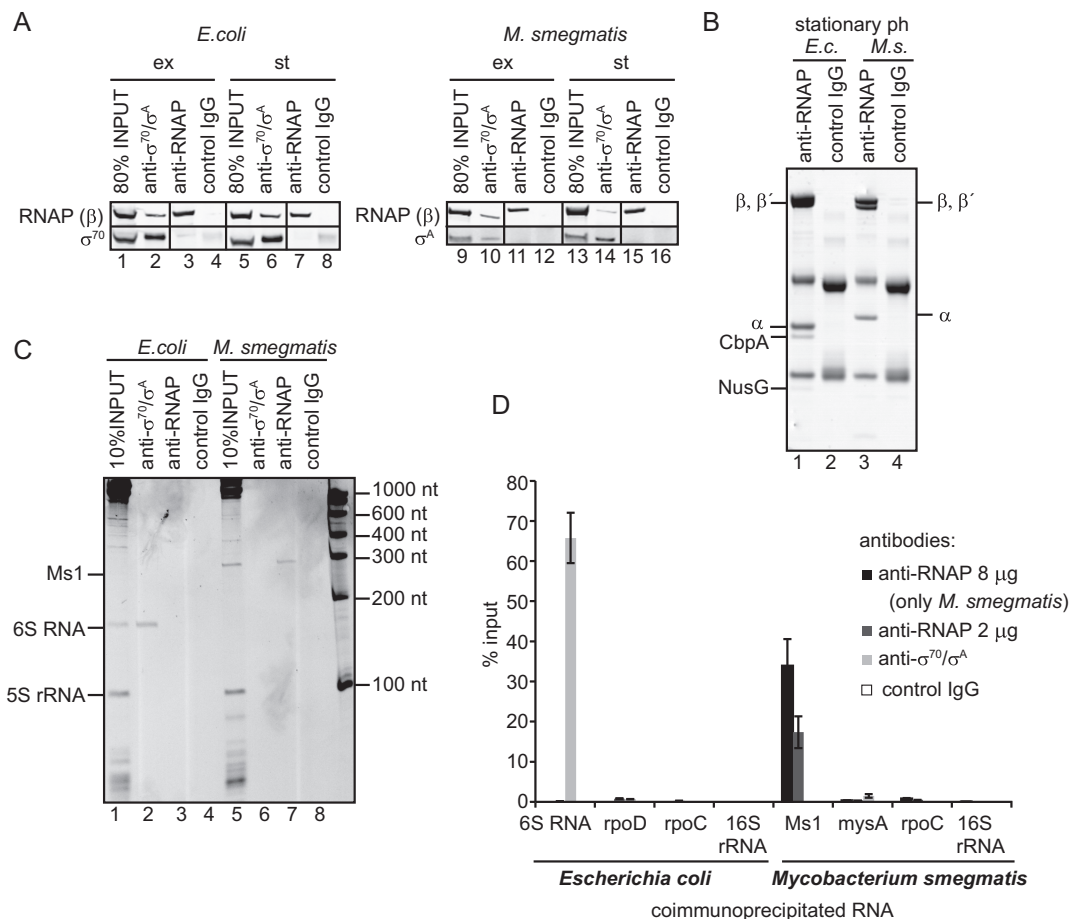 A
E.coli
ex
st
80% INPUT
anti-σ⁷⁰/σᴬ
anti-RNAP
control IgG
80% INPUT
anti-σ⁷⁰/σᴬ
anti-RNAP
control IgG
RNAP (β)
σ⁷⁰
1 2 3 4 5 6 7 8
M. smegmatis
ex
st
80% INPUT
anti-σ⁷⁰/σᴬ
anti-RNAP
control IgG
80% INPUT
anti-σ⁷⁰/σᴬ
anti-RNAP
control IgG
RNAP (β)
σᴬ
9 10 11 12 13 14 15 16
B
stationary ph
E.c. M.s.
anti-RNAP
control IgG
anti-RNAP
control IgG
β, β´
β, β´
α
α
CbpA
NusG
1 2 3 4
C
E.coli
M. smegmatis
10%INPUT
anti-σ⁷⁰/σᴬ
anti-RNAP
control IgG
10%INPUT
anti-σ⁷⁰/σᴬ
anti-RNAP
control IgG
1000 nt
600 nt
400 nt
300 nt
200 nt
100 nt
Ms1
6S RNA
5S rRNA
1 2 3 4 5 6 7 8
D
% input
80
70
60
50
40
30
20
10
0
antibodies:
anti-RNAP 8 µg
(only M. smegmatis)
anti-RNAP 2 µg
anti-σ⁷⁰/σᴬ
control IgG
6S RNA rpoD rpoC 16S rRNA Ms1 mysA rpoC 16S rRNA
Escherichia coli Mycobacterium smegmatis
coimmunoprecipitated RNA